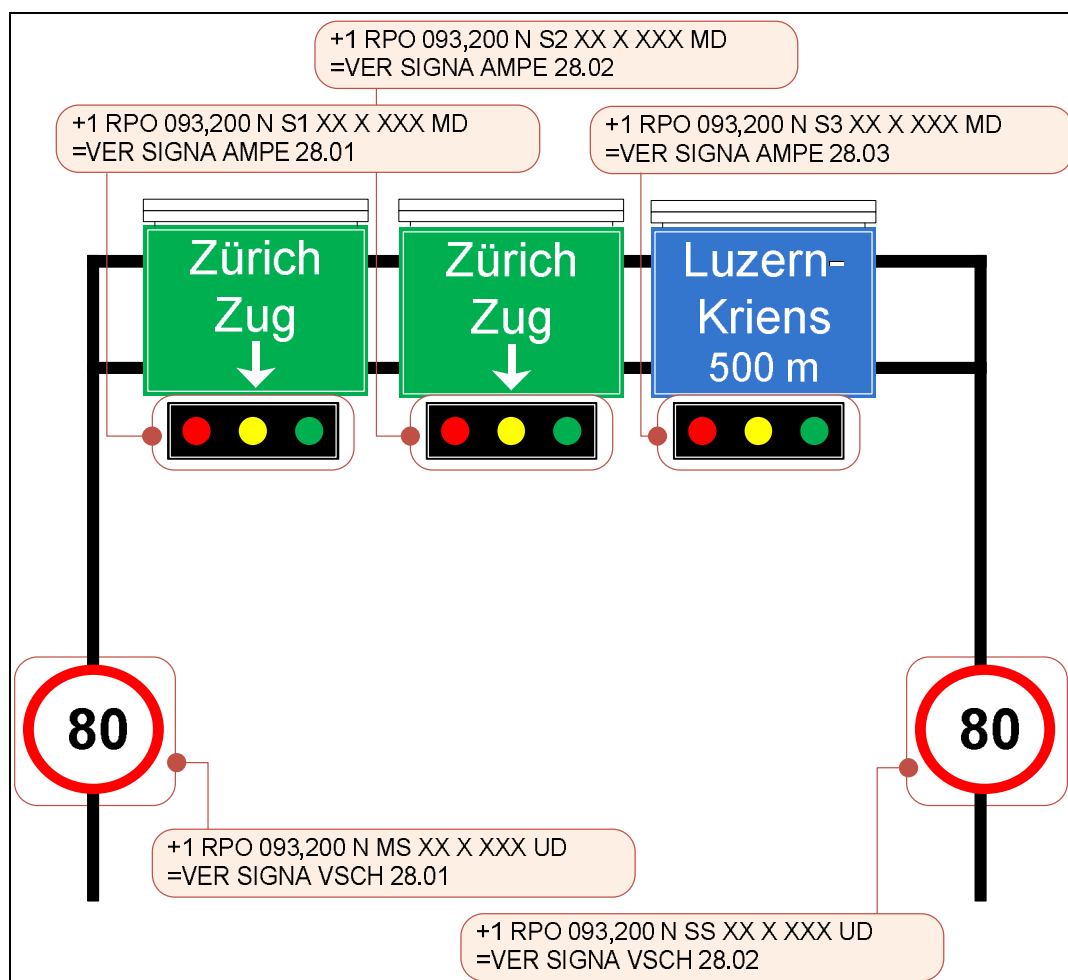 +1 RPO 093,200 N S2 XX X XXX MD
=VER SIGNA AMPE 28.02
+1 RPO 093,200 N S1 XX X XXX MD
=VER SIGNA AMPE 28.01
+1 RPO 093,200 N S3 XX X XXX MD
=VER SIGNA AMPE 28.03
Zürich
Zug
Zürich
Zug
Luzern-
Kriens
500 m
80
80
+1 RPO 093,200 N MS XX X XXX UD
=VER SIGNA VSCH 28.01
+1 RPO 093,200 N SS XX X XXX UD
=VER SIGNA VSCH 28.02